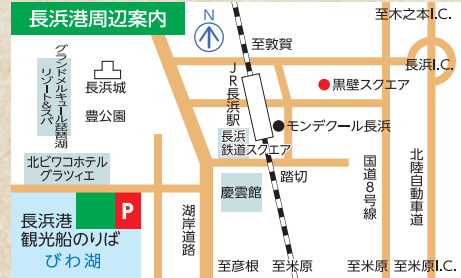 長浜港周辺案内
N
至木之本I.C.
至敦賀
長浜I.C.
グランドメルキュール琵琶湖
リゾート&スパ
長浜城
豊公園
JR長浜駅
黒壁スクエア
モンデクール長浜
長浜
鉄道スクエア
北ビワコホテル
グラツィエ
踏切
慶雲館
国道8号線
北陸自動車道
P
長浜港
観光船のりば
びわ湖
湖岸道路
至彦根
至米原
至米原
至米原I.C.